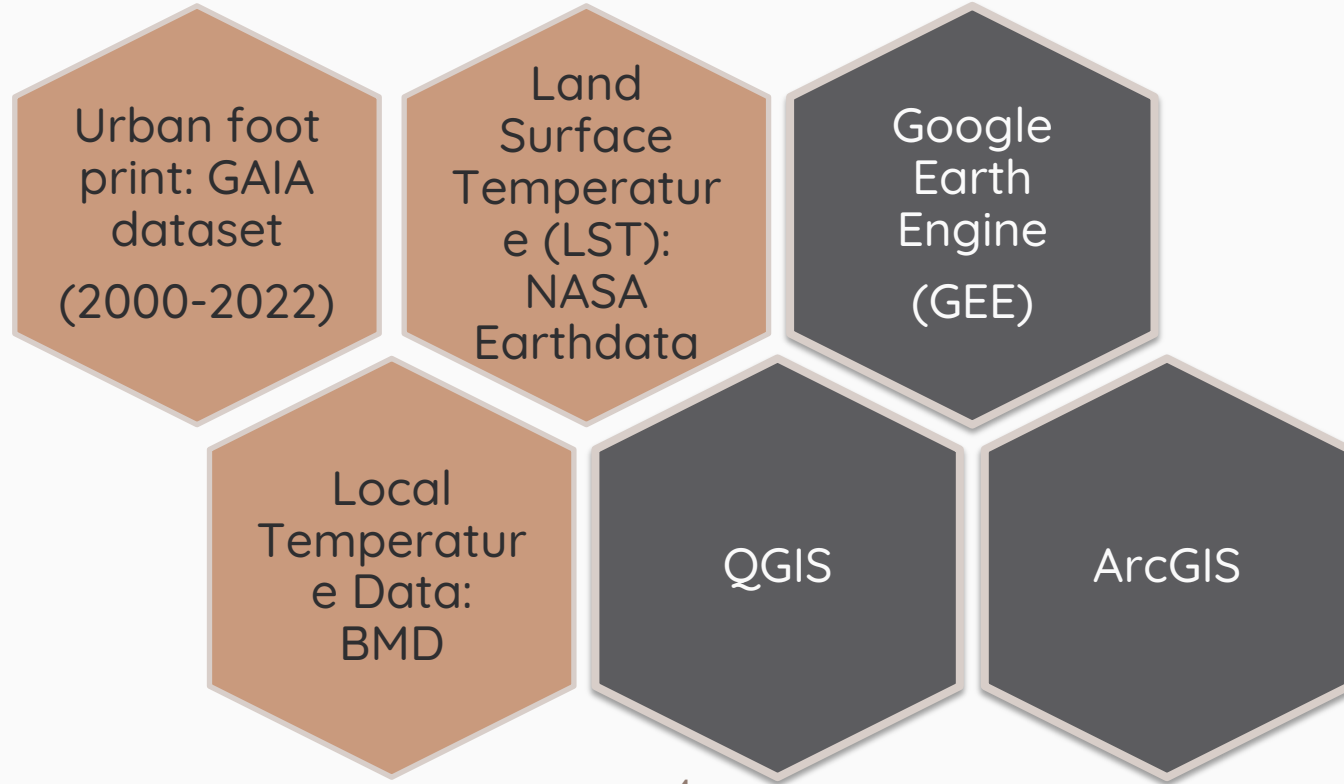 Urban foot
print: GAIA
dataset
(2000-2022)
Land
Surface
Temperatur
e (LST):
NASA
Earthdata
Google
Earth
Engine
(GEE)
Local
Temperatur
e Data:
BMD
QGIS
ArcGIS